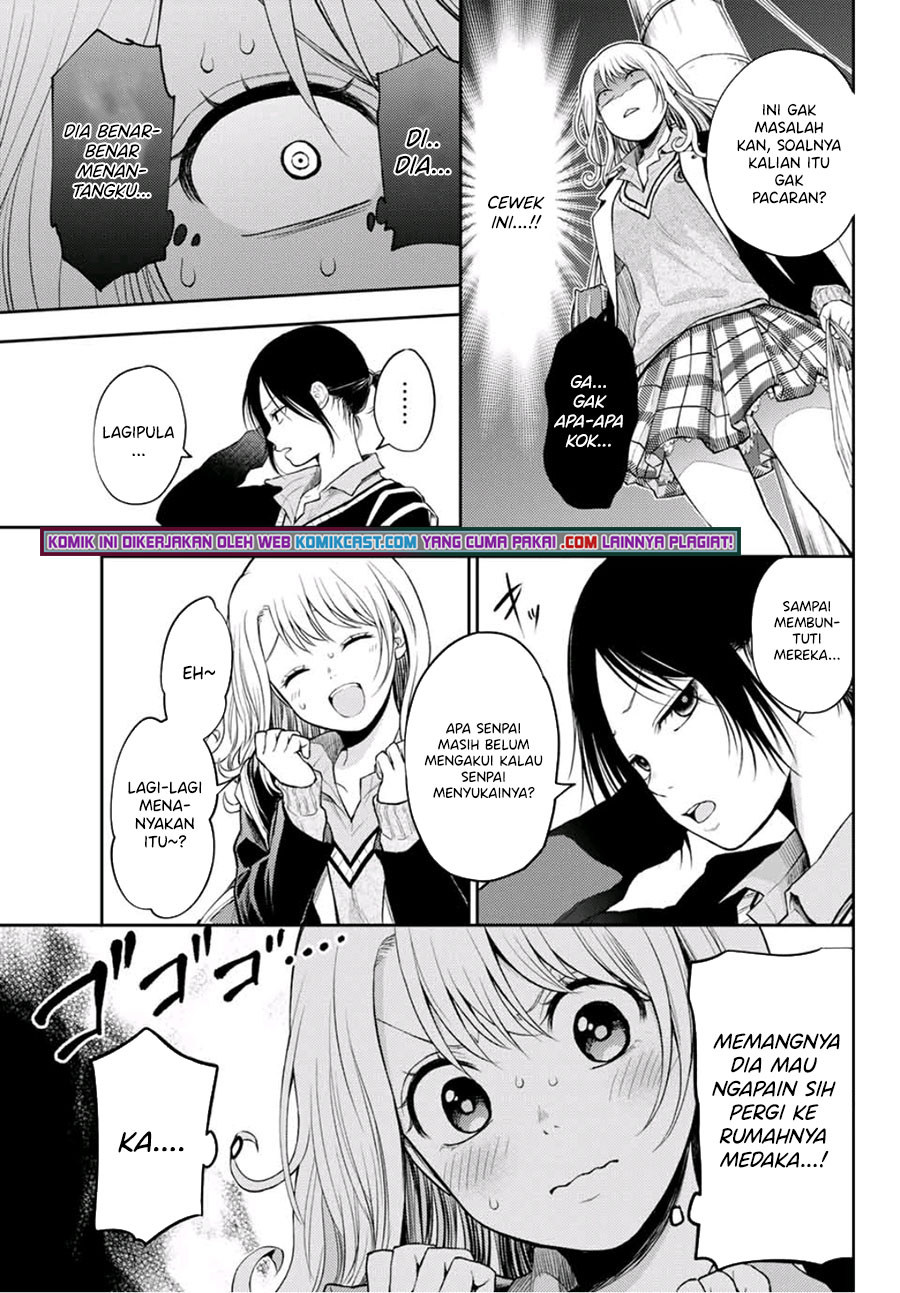 INI GAK
MASALAH
KAN, SOALNYA
KALIAN ITU
GAK
PACARAN?
CEWEK
INI...!!
GA...
GAK
APA-APA
KOK...
DI..
DIA...
DIA BENAR-
BENAR
MENAN-
TANGKU...
......
LAGIPULA
...
KOMIK INI DIKERJAKAN OLEH WEB KOMIKCAST.COM YANG CUMA PAKAI .COM LAINNYA PLAGIAT!
SAMPAI
MEMBUN-
TUTI
MEREKA...
APA SENPAI
MASIH BELUM
MENGAKUI KALAU
SENPAI
MENYUKAINYA?
EH~
LAGI-LAGI
MENA-
NYAKAN
ITU~?
MEMANGNYA
DIA MAU
NGAPAIN SIH
PERGI KE
RUMAHNYA
MEDAKA...!
ゴゴゴ....
KA....